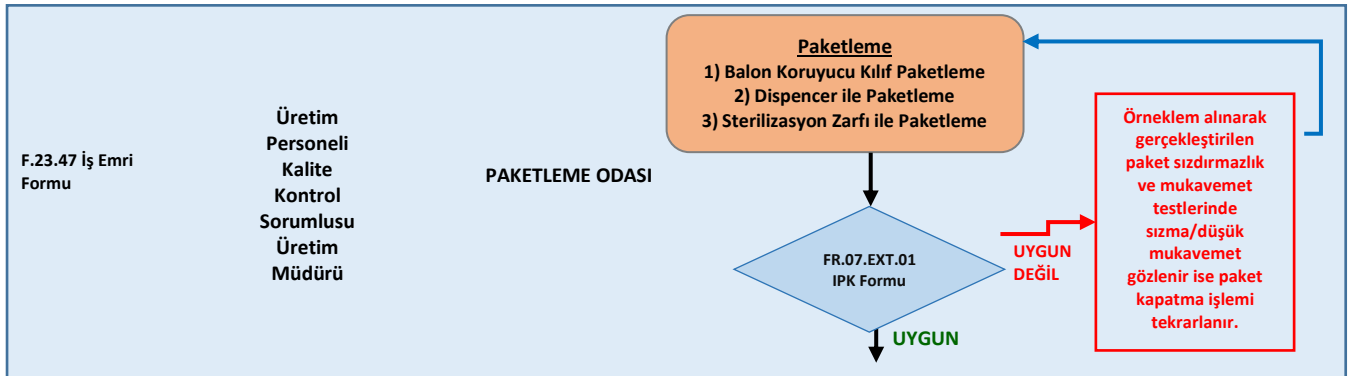 F.23.47 İş Emri
Formu
Üretim
Personeli
Kalite
Kontrol
Sorumlusu
Üretim
Müdürü
PAKETLEME ODASI
Paketleme
1) Balon Koruyucu Kılıf Paketleme
2) Dispencer ile Paketleme
3) Sterilizasyon Zarfı ile Paketleme
FR.07.EXT.01
IPK Formu
UYGUN
DEĞİL
UYGUN
Örneklem alınarak
gerçekleştirilen
paket sızdırmazlık
ve mukavemet
testlerinde
sızma/düşük
mukavemet
gözlenir ise paket
kapatma işlemi
tekrarlanır.